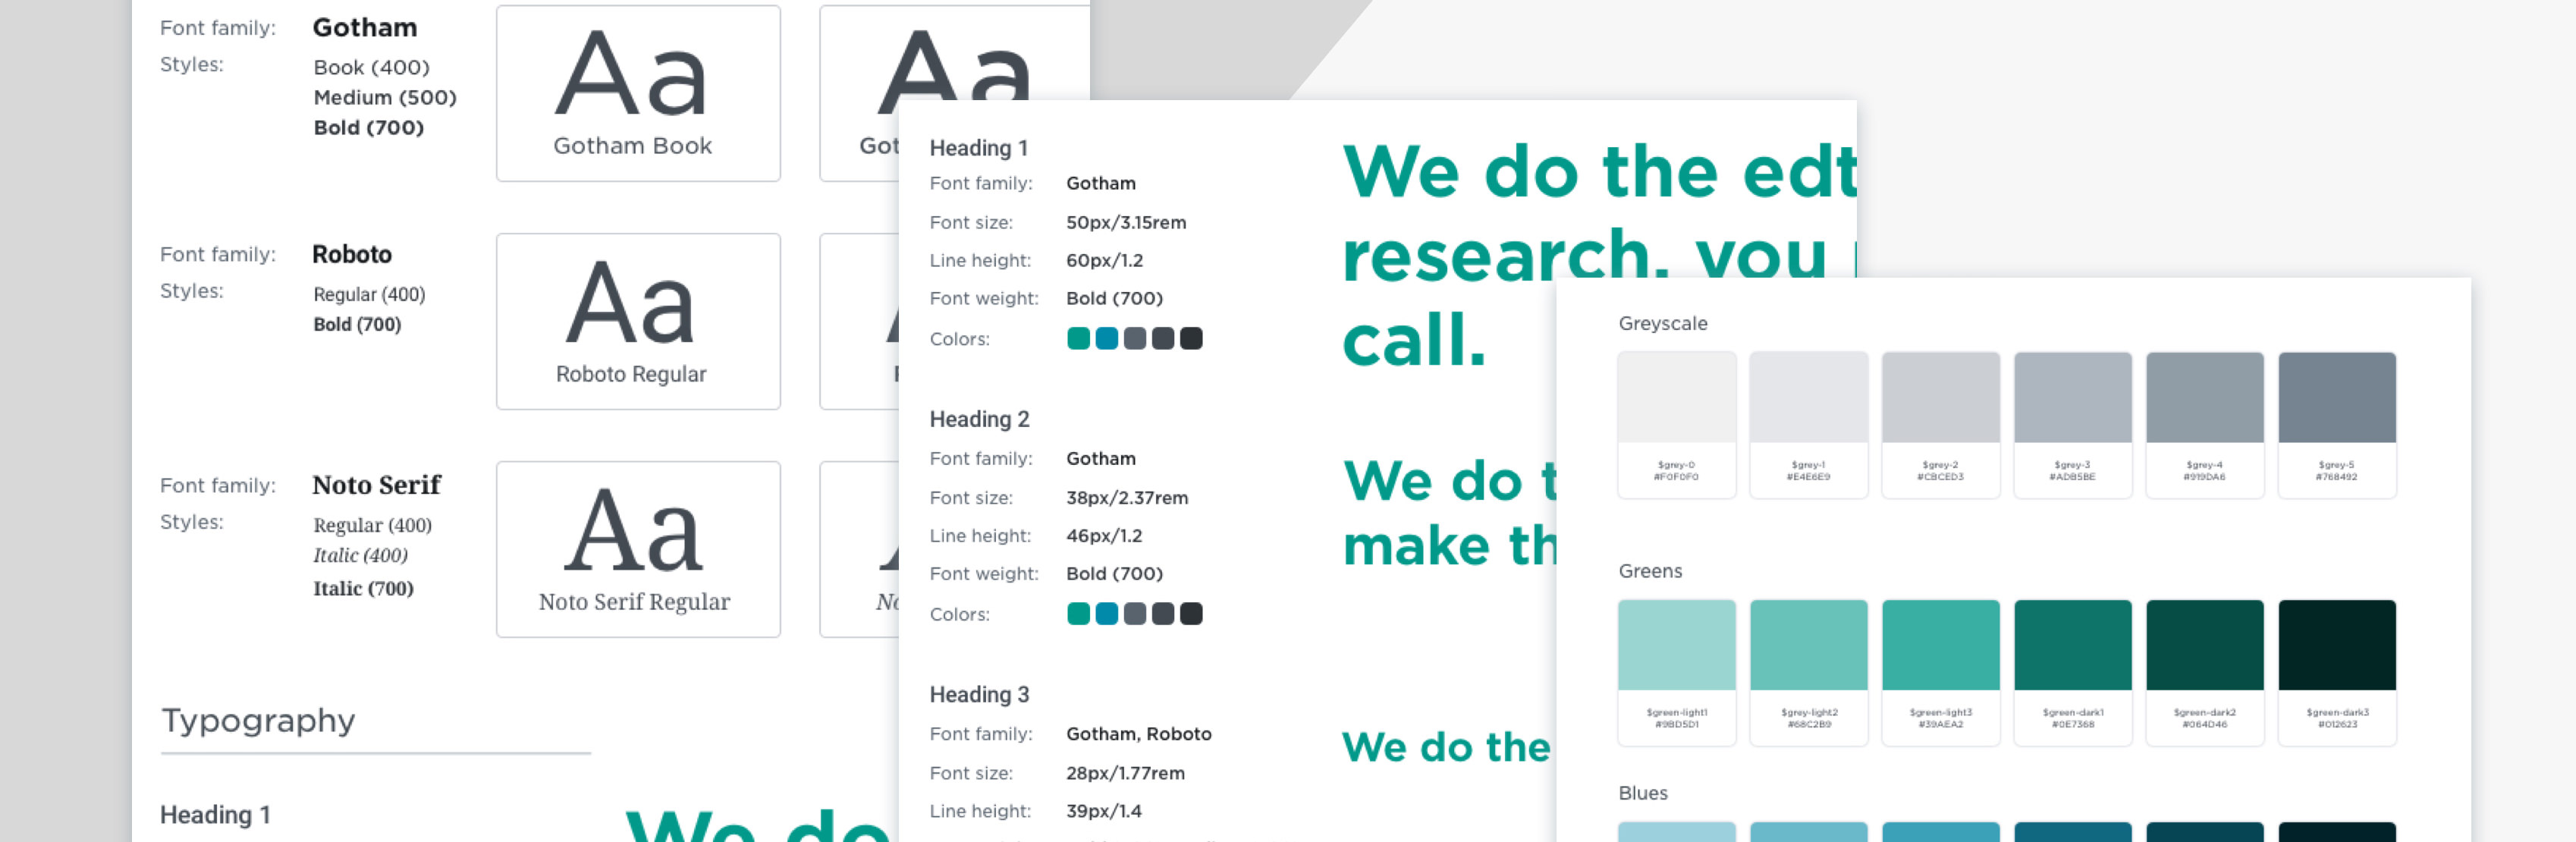 Font family: Gotham
Styles: Book (400)
Medium (500)
Bold (700)
Aa
Gotham Book
Aa
Font family: Roboto
Styles: Regular (400)
Bold (700)
Aa
Roboto Regular
Font family: Noto Serif
Styles: Regular (400)
Italic (400)
Italic (700)
Aa
Noto Serif Regular
Typography
Heading 1
We do
Heading 1
Font family: Gotham
Font size: 50px/3.15rem
Line height: 60px/1.2
Font weight: Bold (700)
Colors:
We do the edt
research, you
call.
Heading 2
Font family: Gotham
Font size: 38px/2.37rem
Line height: 46px/1.2
Font weight: Bold (700)
Colors:
We do t
make th
Heading 3
Font family: Gotham, Roboto
Font size: 28px/1.77rem
Line height: 39px/1.4
We do the
Greyscale
$grey-0
#F0F0F0
$grey-1
#E4E6E9
$grey-2
#CBCED3
$grey-3
#ADB5BE
$grey-4
#919DA6
$grey-5
#768492
Greens
$green-light1
#9BD5D1
$grey-light2
#68C2B9
$green-light3
#39AEA2
$green-dark1
#0E7368
$green-dark2
#064D46
$green-dark3
#012623
Blues